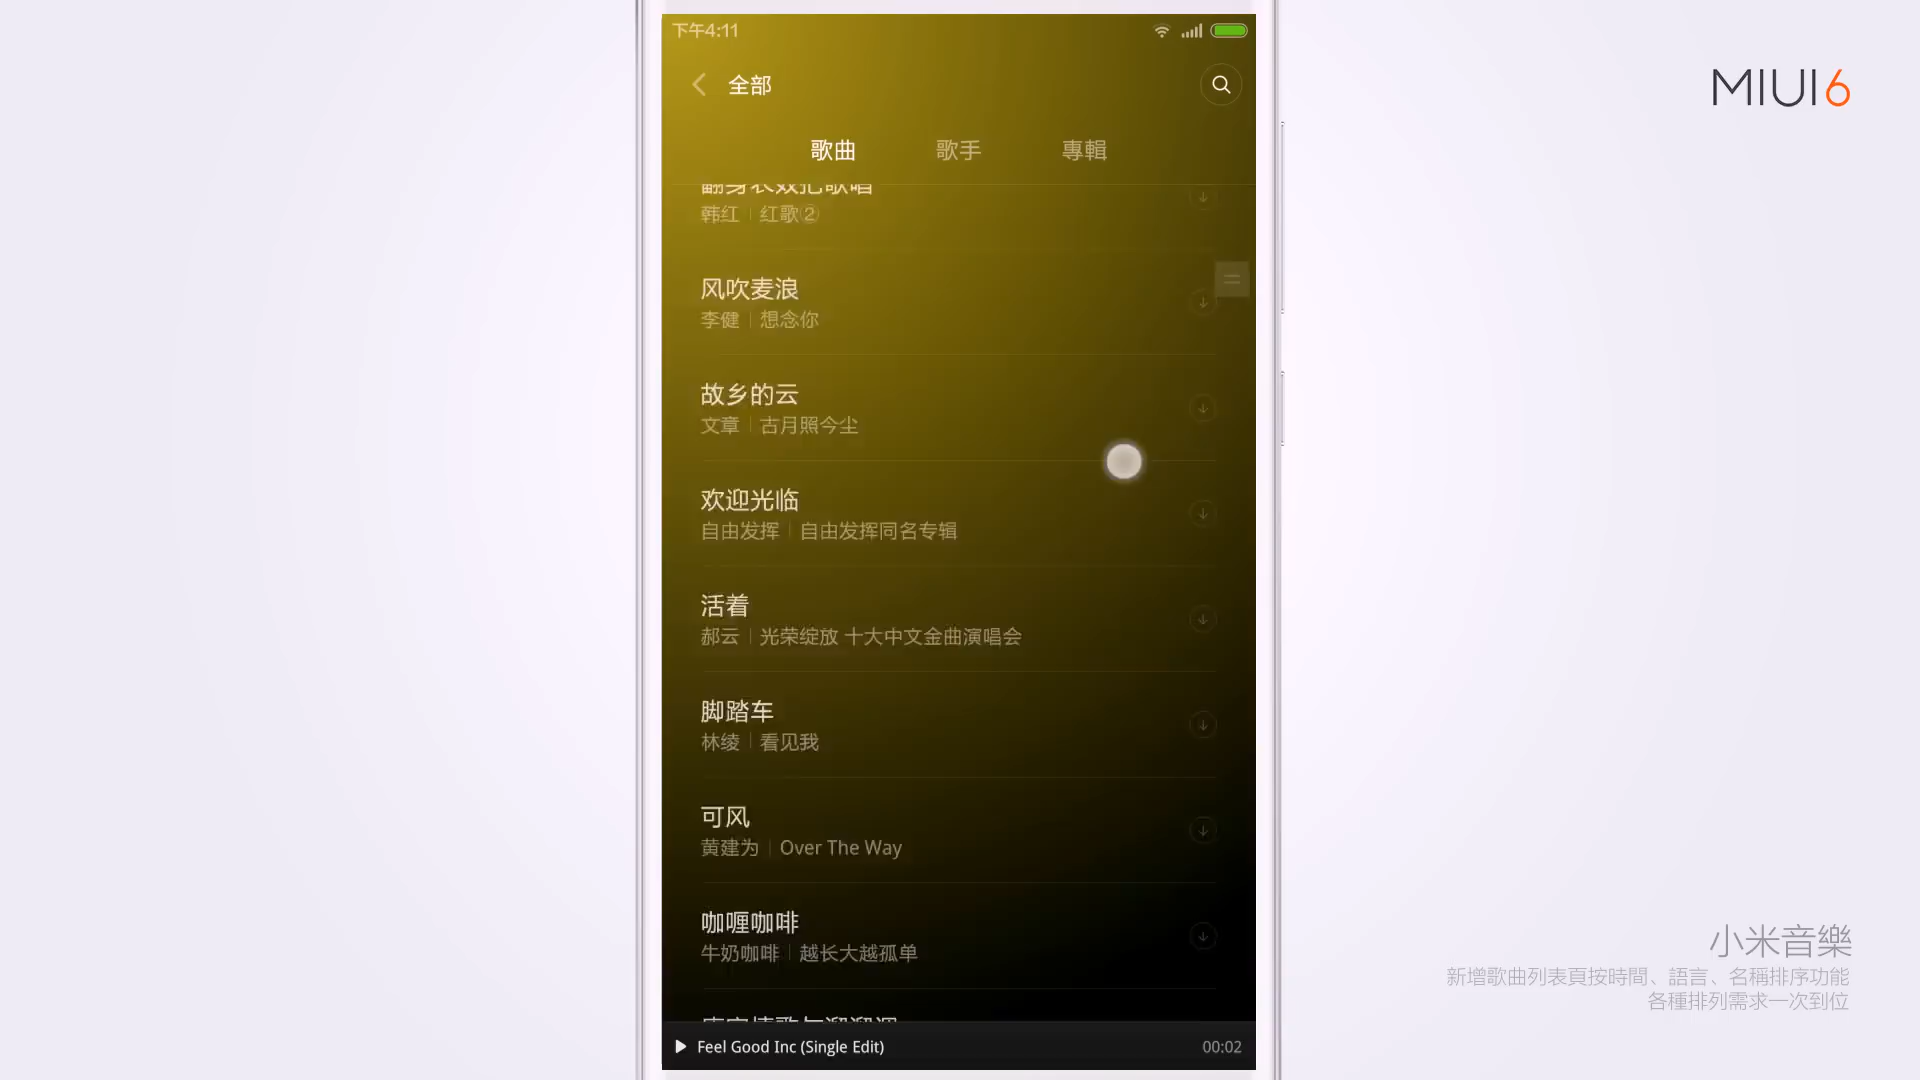 下午4:11
全部
MIUI6
歌曲 歌手 專輯
翻身农奴把歌唱
韩红 | 红歌②
风吹麦浪
李健 | 想念你
故乡的云
文章 | 古月照今尘
欢迎光临
自由发挥 | 自由发挥同名专辑
活着
郝云 | 光荣绽放 十大中文金曲演唱会
脚踏车
林绫 | 看见我
可风
黄建为 | Over The Way
咖喱咖啡
牛奶咖啡 | 越长大越孤单
Feel Good Inc (Single Edit) 00:02
小米音樂
新增歌曲列表頁按時間、語言、名稱排序功能
各種排列需求一次到位